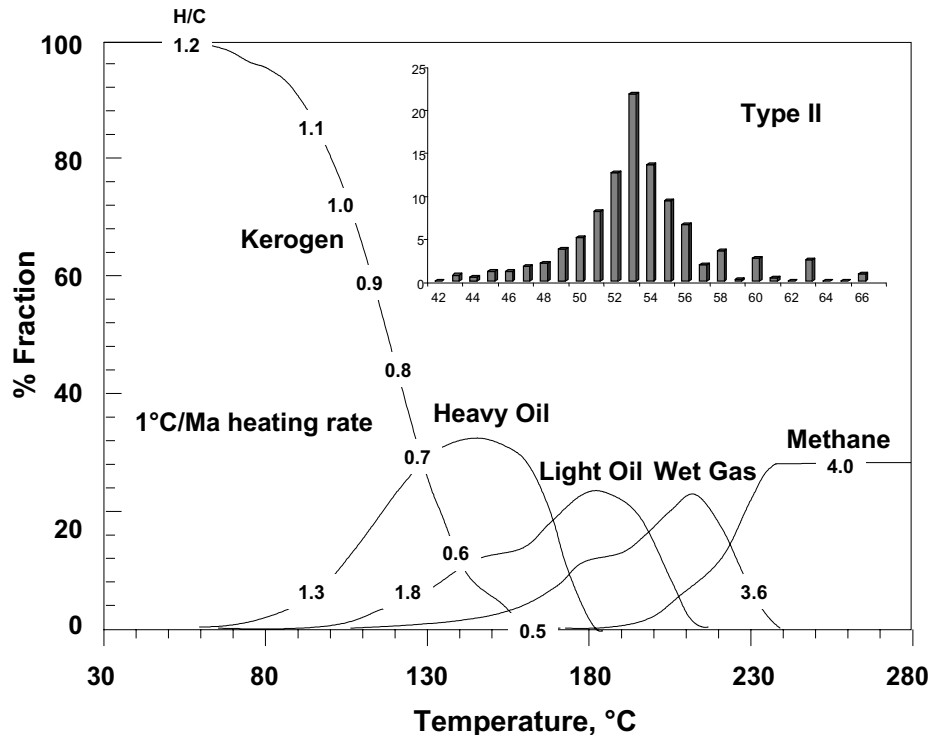 H/C
100
1.2
25
20
15
10
5
0
Type II
42 44 46 48 50 52 54 56 58 60 62 64 66
1.1
80
1.0
Kerogen
60
0.9
% Fraction
0.8
40
1°C/Ma heating rate
Heavy Oil
Methane
0.7
4.0
Light Oil Wet Gas
20
0.6
1.3
1.8
3.6
0
0.5
30 80 130 180 230 280
Temperature, °C